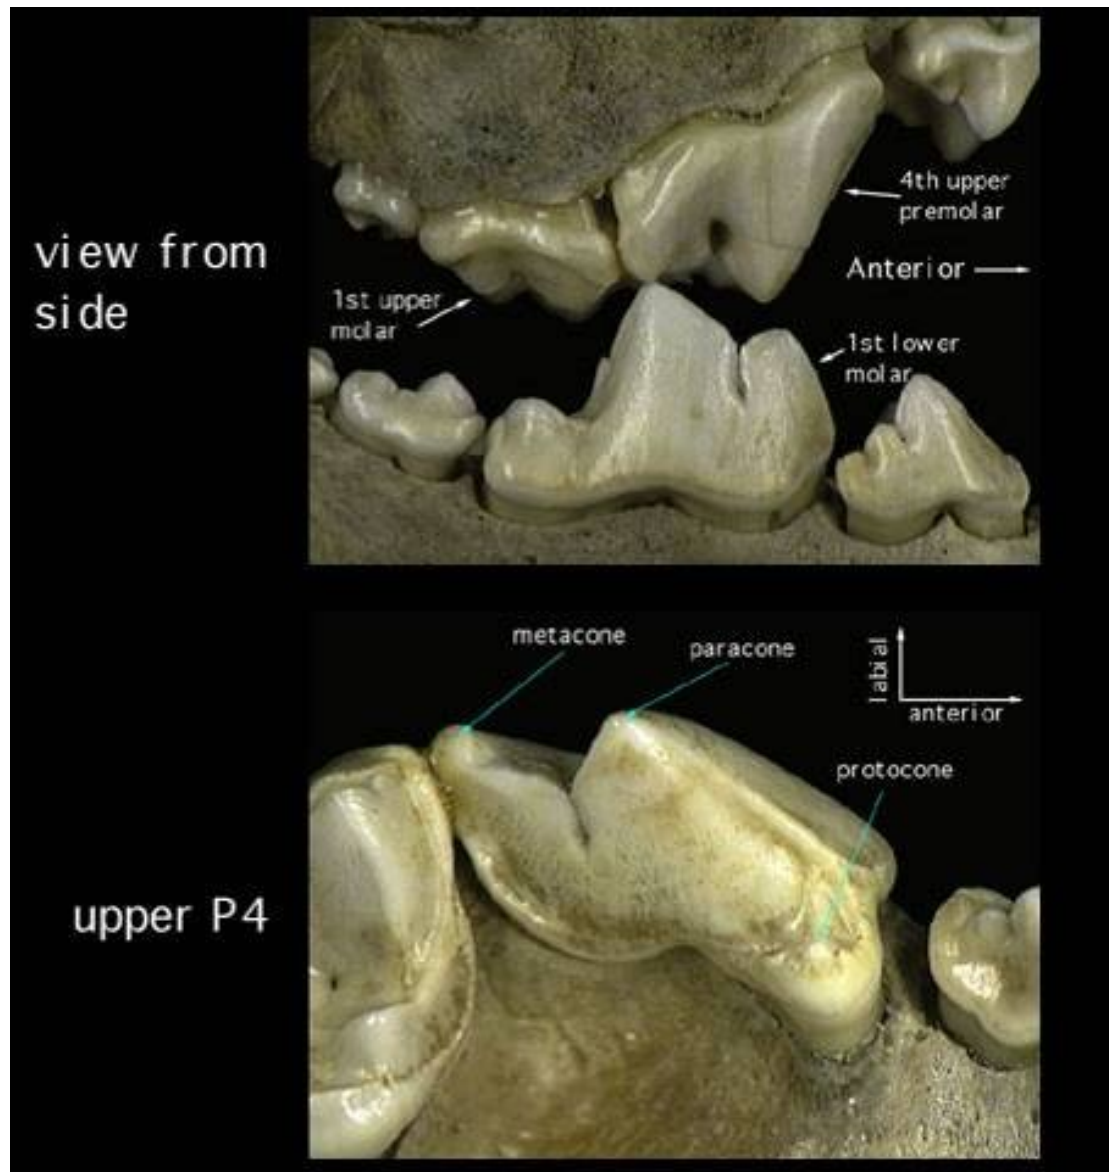 view from
side
4th upper
premolar
Anterior
1st upper
molar
1st lower
molar
metacone
paracone
labial
anterior
protocone
upper P4